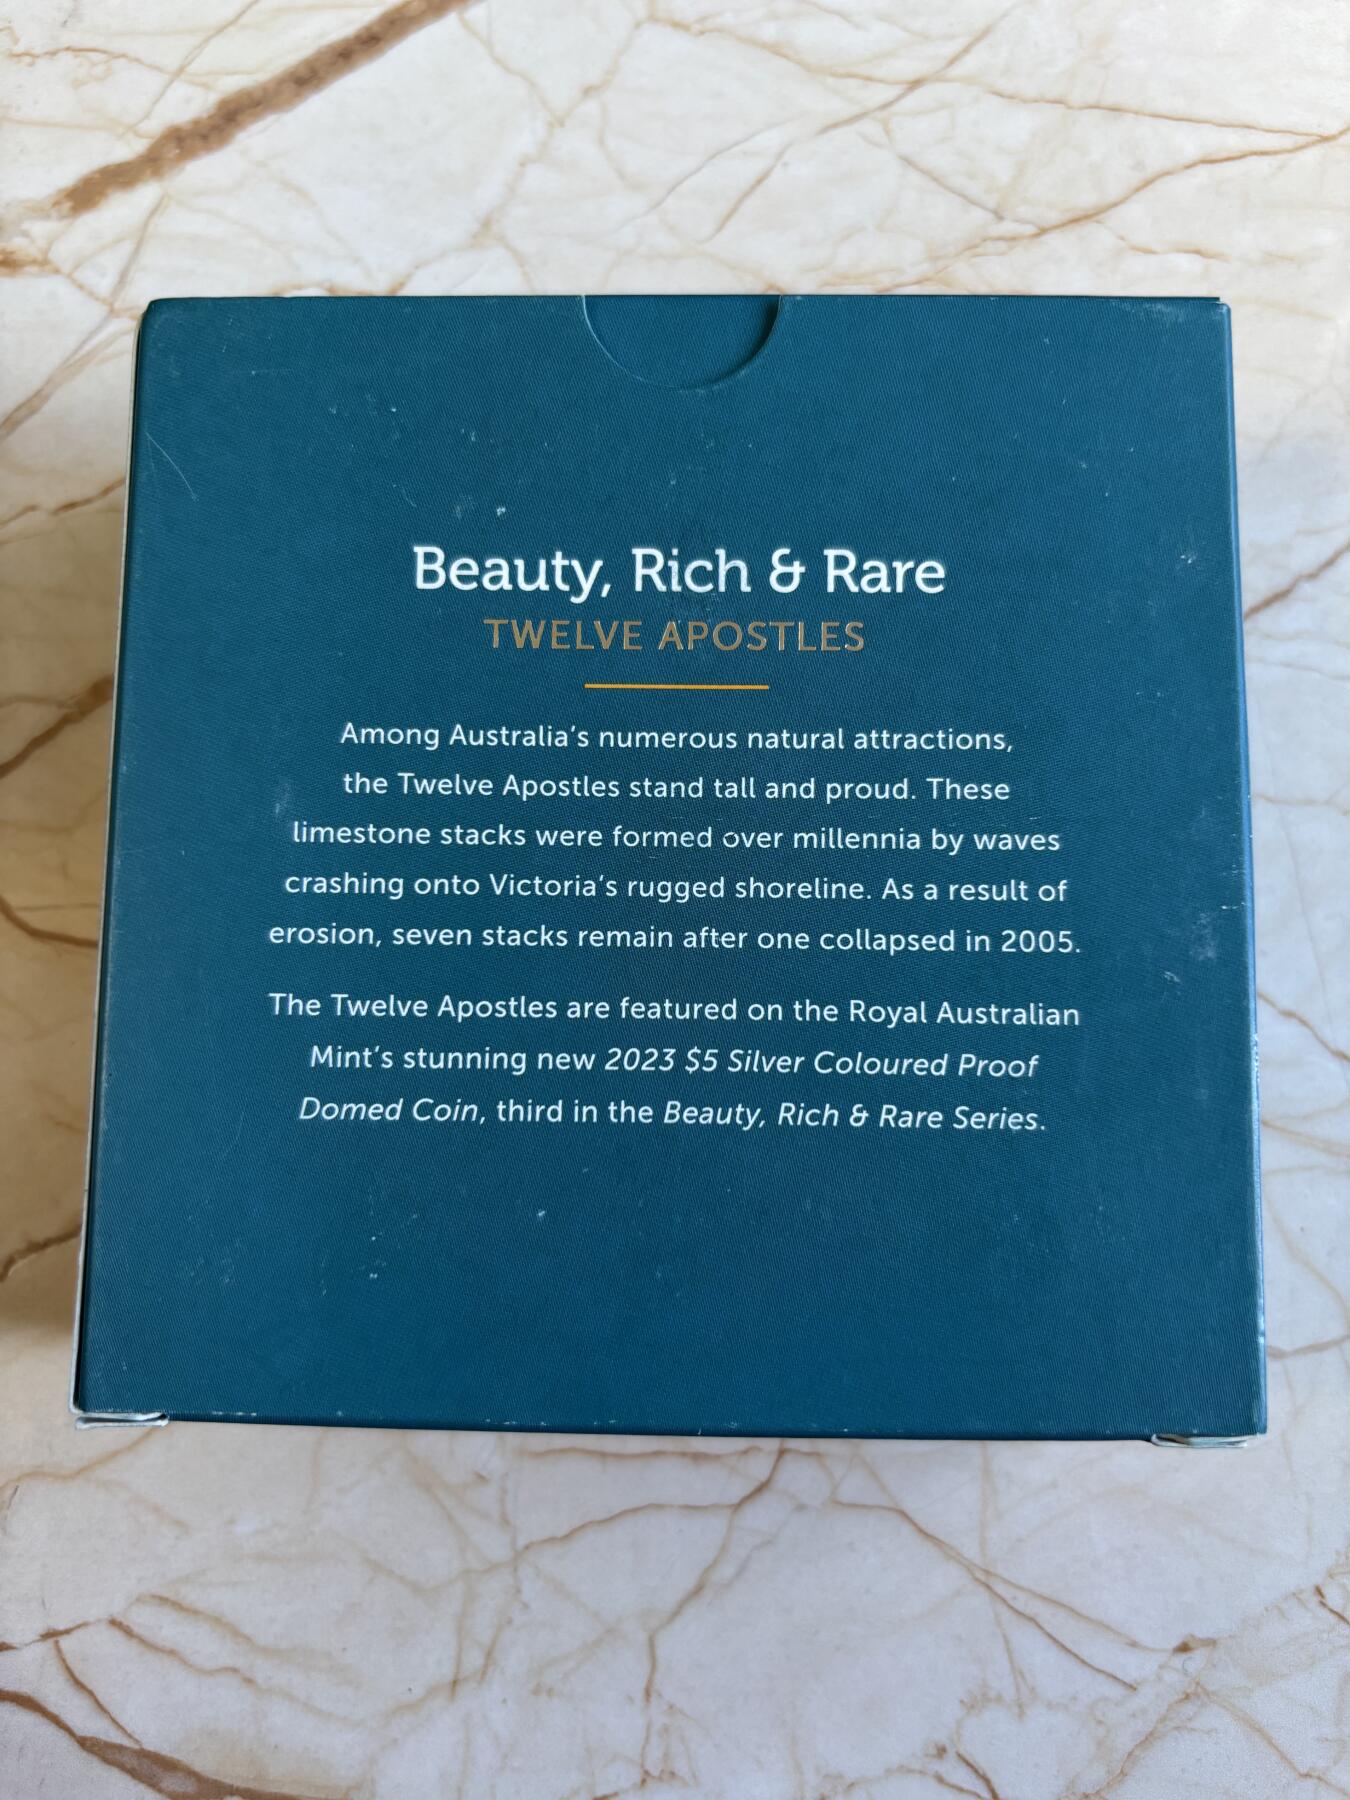 Beauty, Rich & Rare
TWELVE APOSTLES
Among Australia's numerous natural attractions,
the Twelve Apostles stand tall and proud. These
limestone stacks were formed over millennia by waves
crashing onto Victoria's rugged shoreline. As a result of
erosion, seven stacks remain after one collapsed in 2005.
The Twelve Apostles are featured on the Royal Australian
Mint's stunning new 2023 $5 Silver Coloured Proof
Domed Coin, third in the Beauty, Rich & Rare Series.